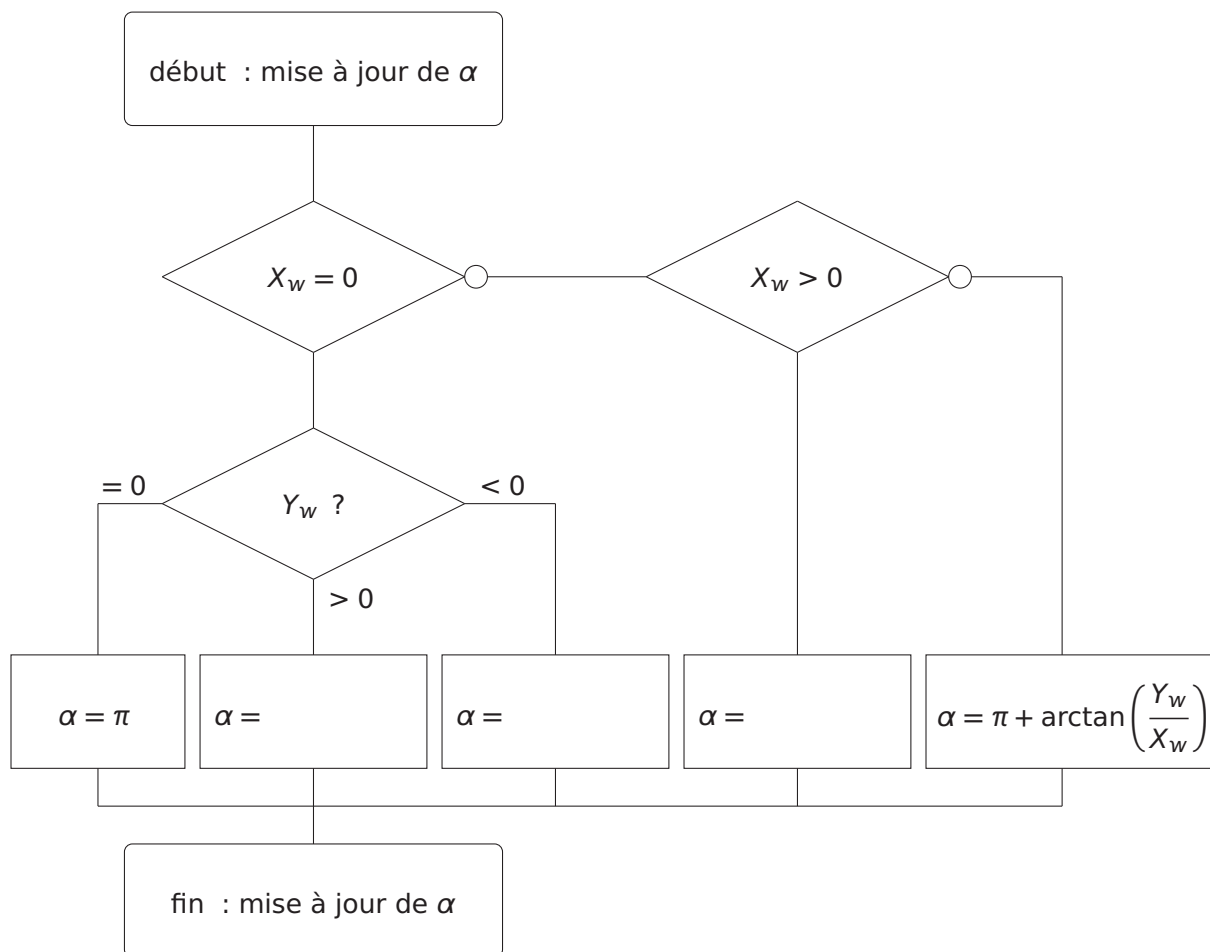 début : mise à jour de α
X_w = 0
X_w > 0
= 0
Y_w ?
< 0
> 0
α = π
α =
α =
α =
α = π + arctan(Y_w/X_w)
fin : mise à jour de α